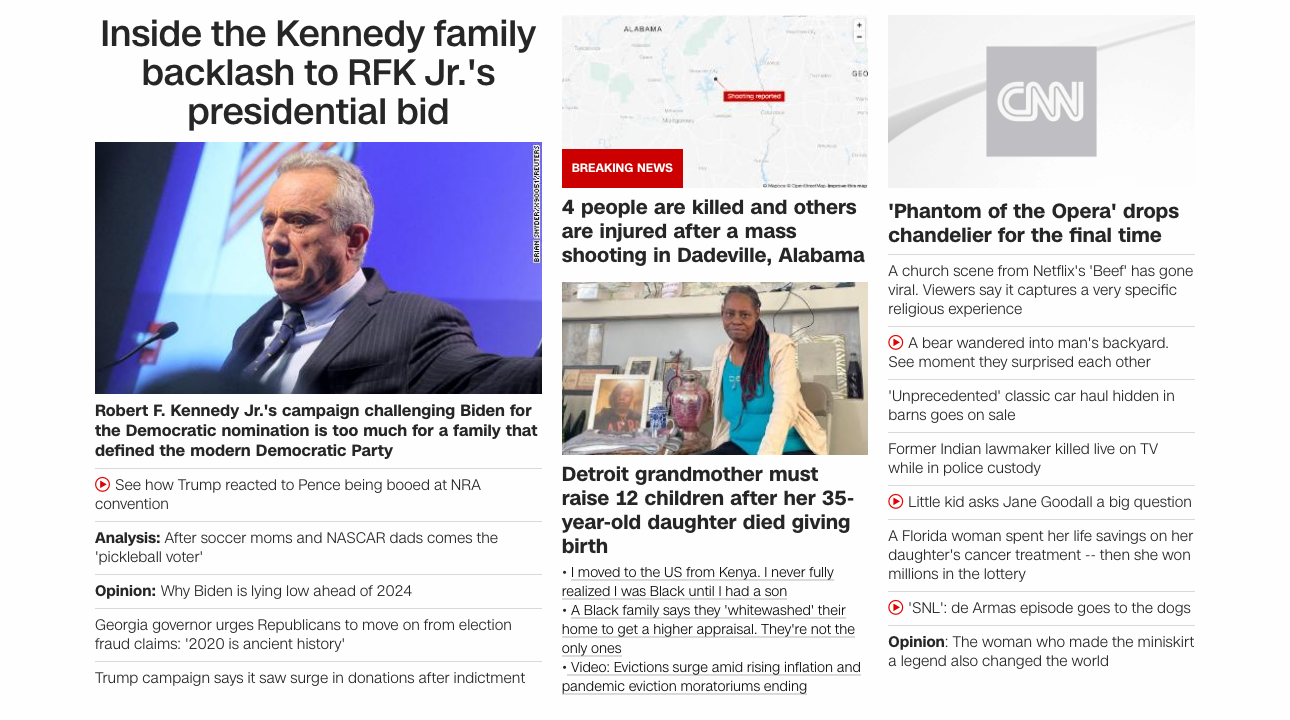 Inside the Kennedy family
backlash to RFK Jr.'s
presidential bid
BRIAN SNYDER/X90051/REUTERS
Robert F. Kennedy Jr.'s campaign challenging Biden for
the Democratic nomination is too much for a family that
defined the modern Democratic Party
See how Trump reacted to Pence being booed at NRA
convention
Analysis: After soccer moms and NASCAR dads comes the
'pickleball voter'
Opinion: Why Biden is lying low ahead of 2024
Georgia governor urges Republicans to move on from election
fraud claims: '2020 is ancient history'
Trump campaign says it saw surge in donations after indictment
ALABAMA
+
−
GEO
Shooting reported
Montgomery
Columbus
BREAKING NEWS
© Mapbox © OpenStreetMap Improve this map
4 people are killed and others
are injured after a mass
shooting in Dadeville, Alabama
Detroit grandmother must
raise 12 children after her 35-
year-old daughter died giving
birth
• I moved to the US from Kenya. I never fully
realized I was Black until I had a son
• A Black family says they 'whitewashed' their
home to get a higher appraisal. They're not the
only ones
• Video: Evictions surge amid rising inflation and
pandemic eviction moratoriums ending
CNN
'Phantom of the Opera' drops
chandelier for the final time
A church scene from Netflix's 'Beef' has gone
viral. Viewers say it captures a very specific
religious experience
A bear wandered into man's backyard.
See moment they surprised each other
'Unprecedented' classic car haul hidden in
barns goes on sale
Former Indian lawmaker killed live on TV
while in police custody
Little kid asks Jane Goodall a big question
A Florida woman spent her life savings on her
daughter's cancer treatment -- then she won
millions in the lottery
'SNL': de Armas episode goes to the dogs
Opinion: The woman who made the miniskirt
a legend also changed the world